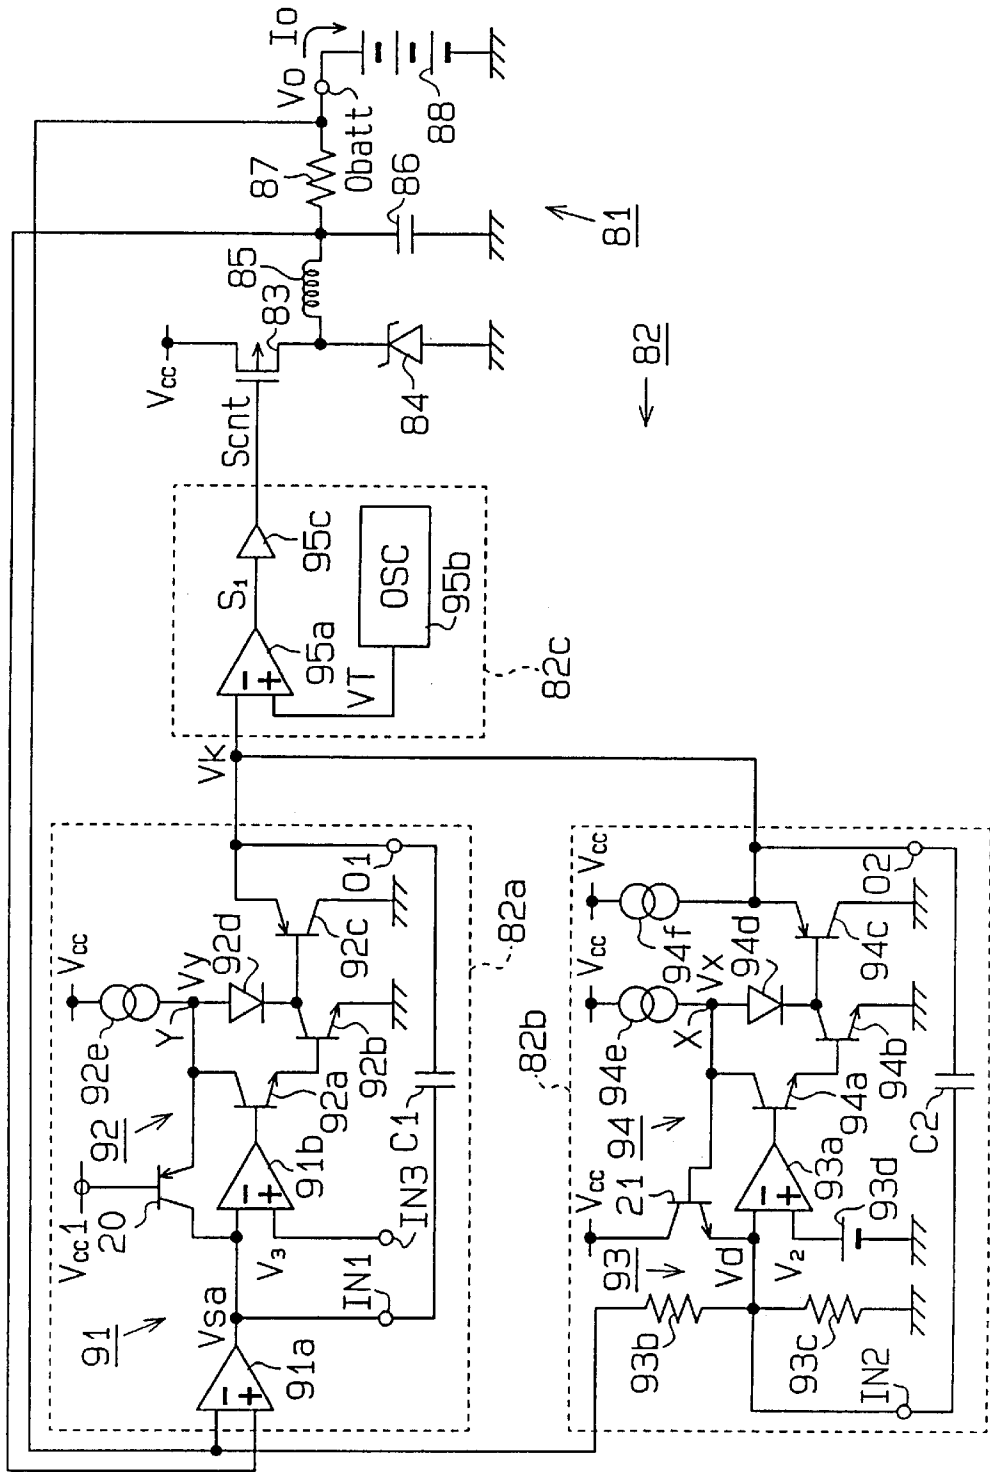 Vcc
Scnt
83
85
87
Vo
Io
Obatt
88
86
84
81
82
S1
95a
95c
VT
OSC
95b
82c
Vk
91
Vsa
91a
Vcc1
20
92
Vcc
92e
Y
Vy
92d
91b
92a
92b
92c
V3
IN1
IN3
C1
O1
82a
82b
93
Vcc
21
94
94e
Vcc
X
Vx
94d
Vcc
94f
94c
94b
94a
93a
93d
Vd
V2
93b
93c
IN2
C2
O2